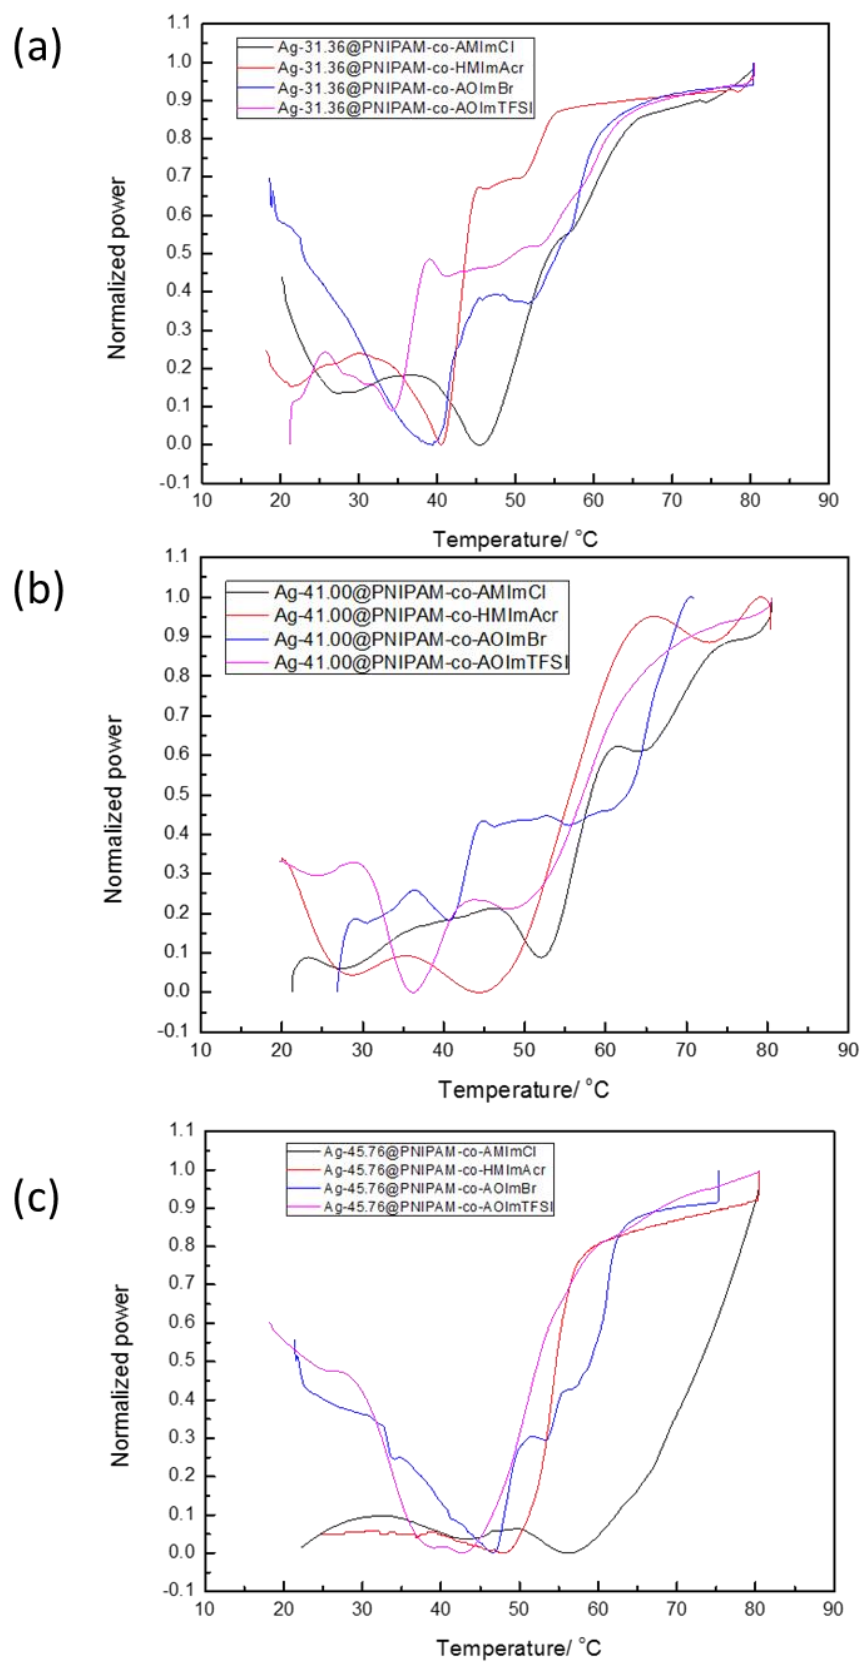 (a)
1.1
1.0
0.9
0.8
0.7
0.6
0.5
0.4
0.3
0.2
0.1
0.0
-0.1
Normalized power
Ag-31.36@PNIPAM-co-AMImCl
Ag-31.36@PNIPAM-co-HMImAcr
Ag-31.36@PNIPAM-co-AOImBr
Ag-31.36@PNIPAM-co-AOImTFSI
10 20 30 40 50 60 70 80 90
Temperature/ °C
(b)
1.1
1.0
0.9
0.8
0.7
0.6
0.5
0.4
0.3
0.2
0.1
0.0
-0.1
Normalized power
Ag-41.00@PNIPAM-co-AMImCl
Ag-41.00@PNIPAM-co-HMImAcr
Ag-41.00@PNIPAM-co-AOImBr
Ag-41.00@PNIPAM-co-AOImTFSI
10 20 30 40 50 60 70 80 90
Temperature/ °C
(c)
1.1
1.0
0.9
0.8
0.7
0.6
0.5
0.4
0.3
0.2
0.1
0.0
-0.1
Normalized power
Ag-45.76@PNIPAM-co-AMImCl
Ag-45.76@PNIPAM-co-HMImAcr
Ag-45.76@PNIPAM-co-AOImBr
Ag-45.76@PNIPAM-co-AOImTFSI
10 20 30 40 50 60 70 80 90
Temperature/ °C